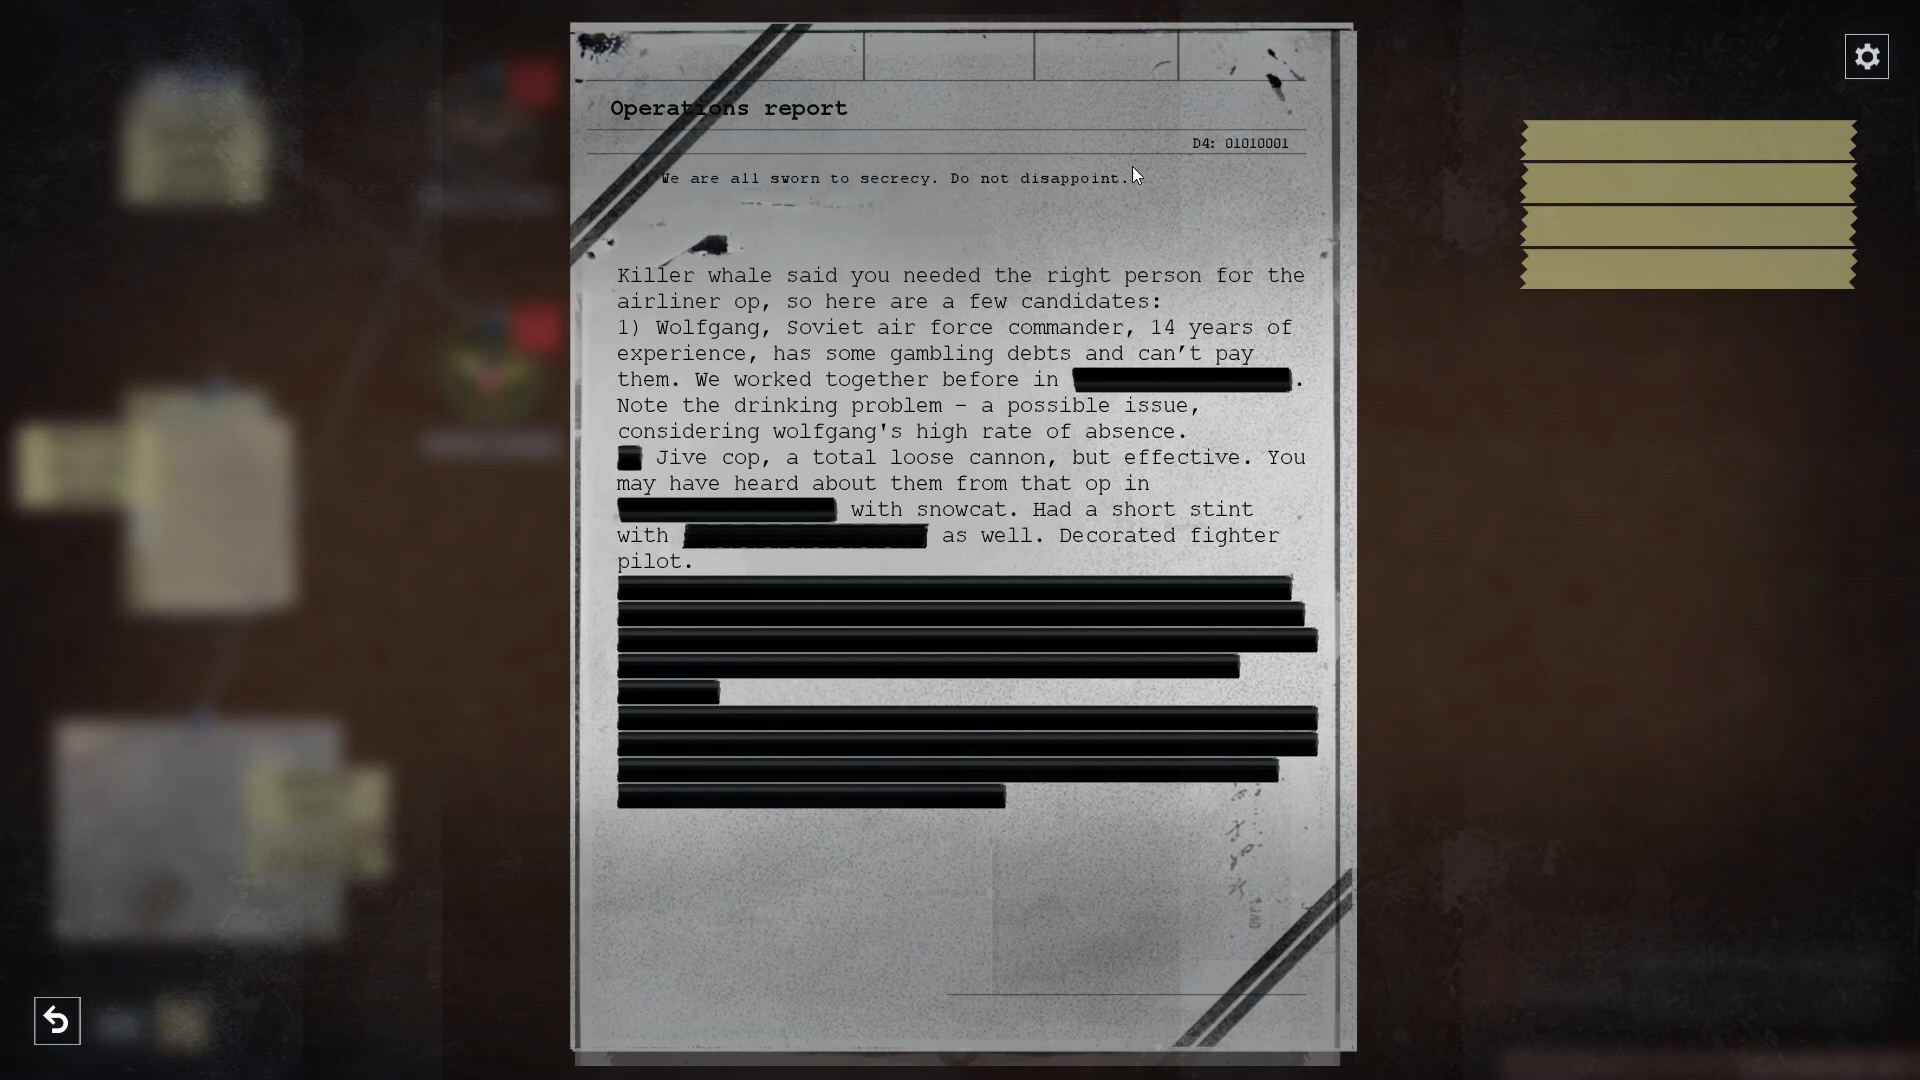 Operations report
D4: 01010001
We are all sworn to secrecy. Do not disappoint.
Killer whale said you needed the right person for the
airliner op, so here are a few candidates:
1) Wolfgang, Soviet air force commander, 14 years of
experience, has some gambling debts and can’t pay
them. We worked together before in .
Note the drinking problem – a possible issue,
considering wolfgang's high rate of absence.
Jive cop, a total loose cannon, but effective. You
may have heard about them from that op in
with snowcat. Had a short stint
with as well. Decorated fighter
pilot.